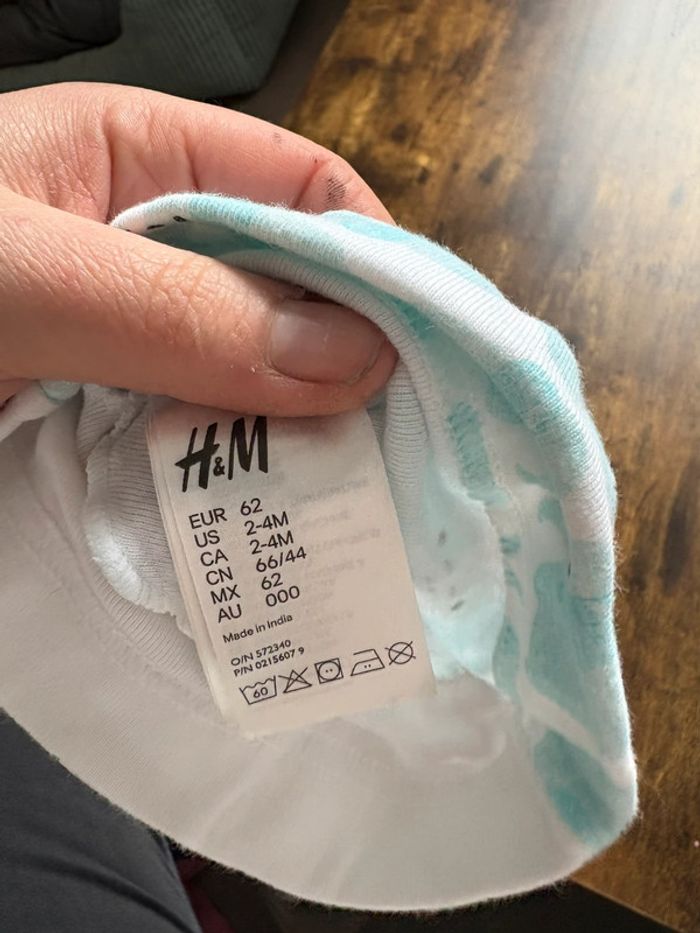 H&M
EUR 62
US 2-4M
CA 2-4M
CN 66/44
MX 62
AU 000
Made in India
O/N 572340
P/N 0215607 9
60